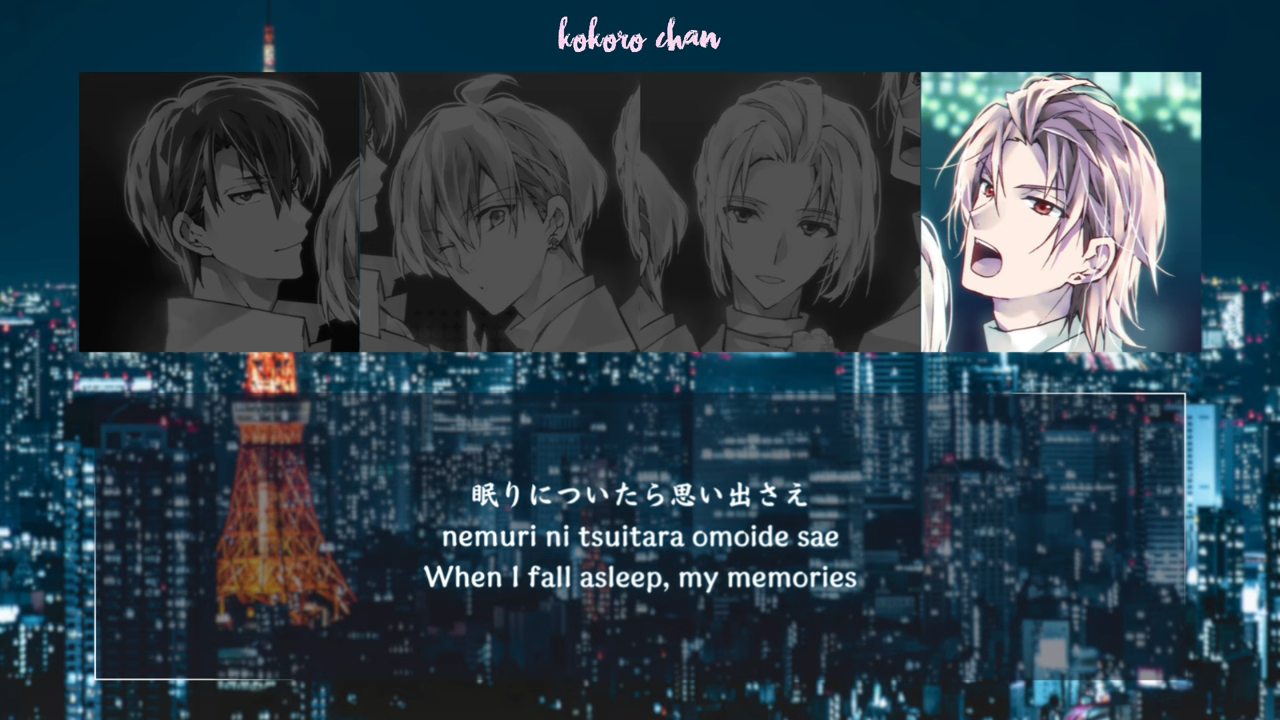 kokoro chan
眠りについたら思い出さえ
nemuri ni tsuitara omoide sae
When I fall asleep, my memories